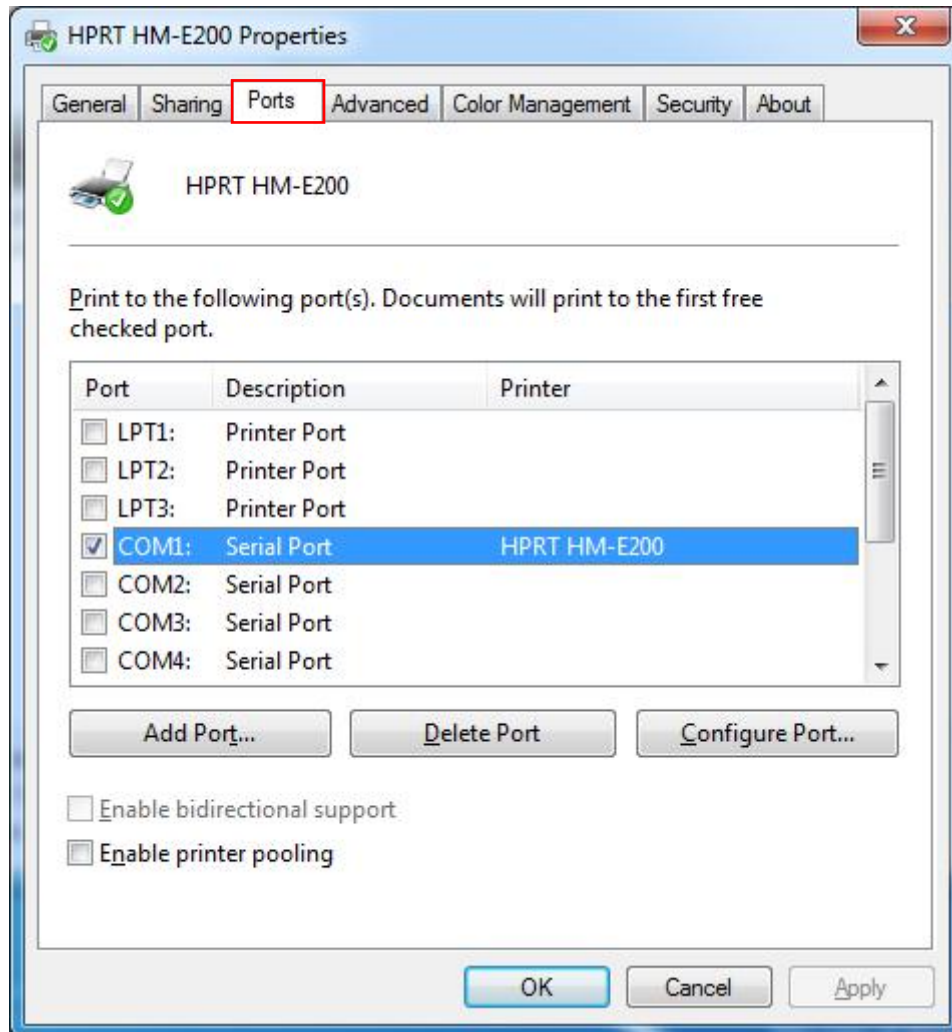 HPRT HM-E200 Properties
General Sharing Ports Advanced Color Management Security About
HPRT HM-E200
Print to the following port(s). Documents will print to the first free
checked port.
Port Description Printer
LPT1: Printer Port
LPT2: Printer Port
LPT3: Printer Port
COM1: Serial Port HPRT HM-E200
COM2: Serial Port
COM3: Serial Port
COM4: Serial Port
Add Port... Delete Port Configure Port...
Enable bidirectional support
Enable printer pooling
OK Cancel Apply